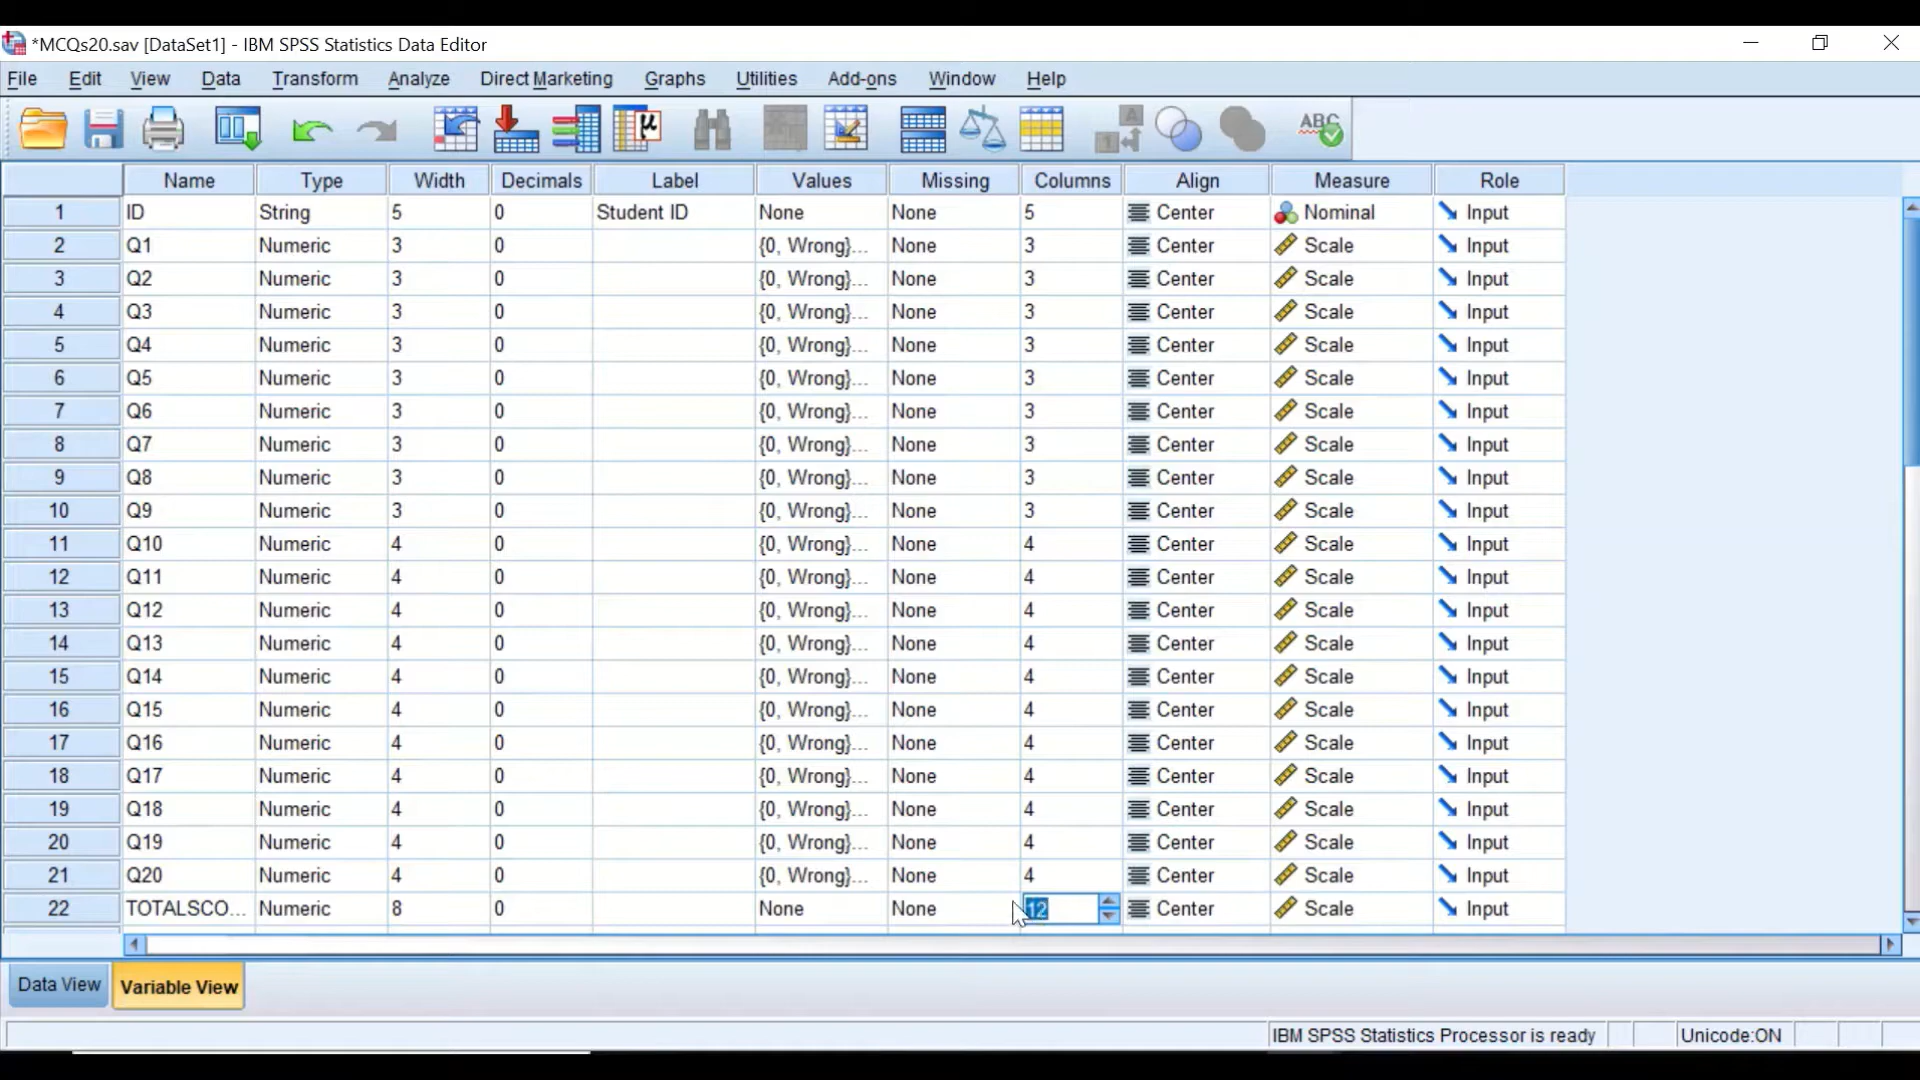 *MCQs20.sav [DataSet1] - IBM SPSS Statistics Data Editor
File Edit View Data Transform Analyze Direct Marketing Graphs Utilities Add-ons Window Help
μ A 1 ABC
Name Type Width Decimals Label Values Missing Columns Align Measure Role
1 ID String 5 0 Student ID None None 5 Center Nominal Input
2 Q1 Numeric 3 0 {0, Wrong}... None 3 Center Scale Input
3 Q2 Numeric 3 0 {0, Wrong}... None 3 Center Scale Input
4 Q3 Numeric 3 0 {0, Wrong}... None 3 Center Scale Input
5 Q4 Numeric 3 0 {0, Wrong}... None 3 Center Scale Input
6 Q5 Numeric 3 0 {0, Wrong}... None 3 Center Scale Input
7 Q6 Numeric 3 0 {0, Wrong}... None 3 Center Scale Input
8 Q7 Numeric 3 0 {0, Wrong}... None 3 Center Scale Input
9 Q8 Numeric 3 0 {0, Wrong}... None 3 Center Scale Input
10 Q9 Numeric 3 0 {0, Wrong}... None 3 Center Scale Input
11 Q10 Numeric 4 0 {0, Wrong}... None 4 Center Scale Input
12 Q11 Numeric 4 0 {0, Wrong}... None 4 Center Scale Input
13 Q12 Numeric 4 0 {0, Wrong}... None 4 Center Scale Input
14 Q13 Numeric 4 0 {0, Wrong}... None 4 Center Scale Input
15 Q14 Numeric 4 0 {0, Wrong}... None 4 Center Scale Input
16 Q15 Numeric 4 0 {0, Wrong}... None 4 Center Scale Input
17 Q16 Numeric 4 0 {0, Wrong}... None 4 Center Scale Input
18 Q17 Numeric 4 0 {0, Wrong}... None 4 Center Scale Input
19 Q18 Numeric 4 0 {0, Wrong}... None 4 Center Scale Input
20 Q19 Numeric 4 0 {0, Wrong}... None 4 Center Scale Input
21 Q20 Numeric 4 0 {0, Wrong}... None 4 Center Scale Input
22 TOTALSCO... Numeric 8 0 None None 12 Center Scale Input
Data View Variable View
IBM SPSS Statistics Processor is ready Unicode:ON